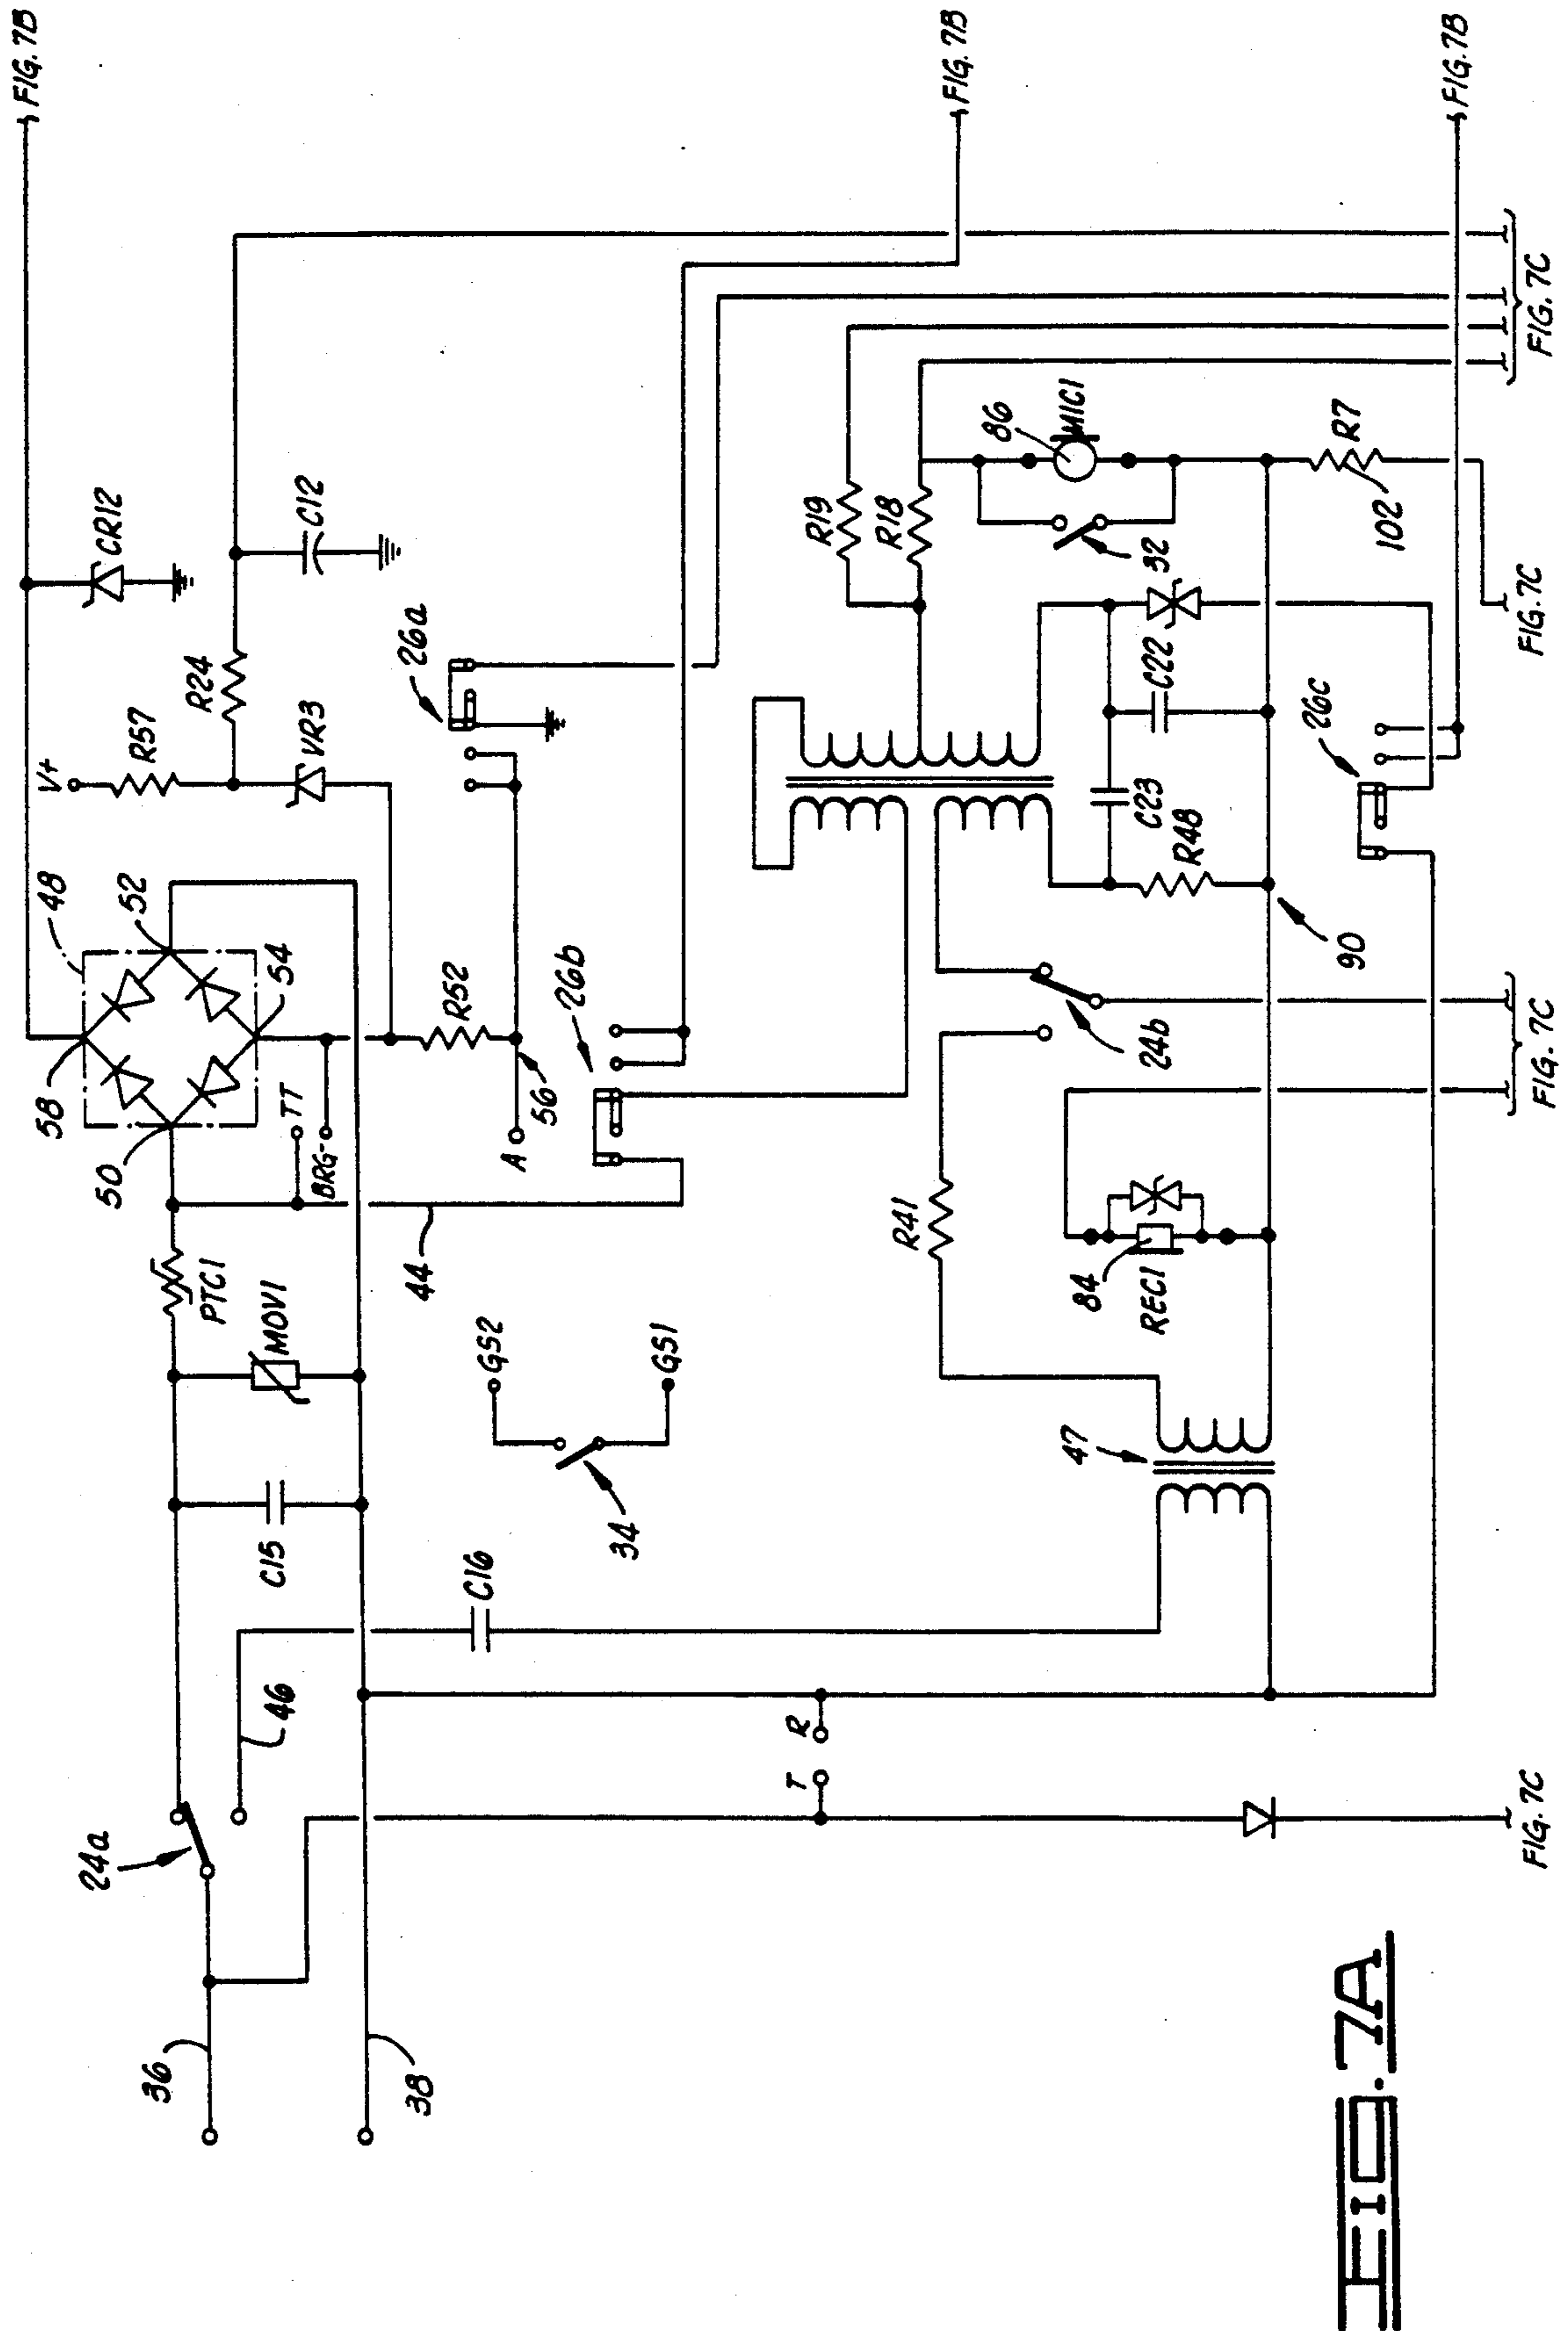 FIG. 7B
58
48
CR12
V+
52
R57
50
TT
R24
C12
PTC1
BRG-
54
VR3
24a
46
C15
MOV1
36
38
44
R52
26a
A
56
26b
GS2
34
GS1
C16
FIG. 7B
T
R
R41
R19
R18
86
MIC1
32
24b
84
REC1
47
C23
C22
R48
90
26c
102
R7
FIG. 7B
FIG. 7C
FIG. 7C
FIG. 7C
FIG. 7C
FIG. 7A